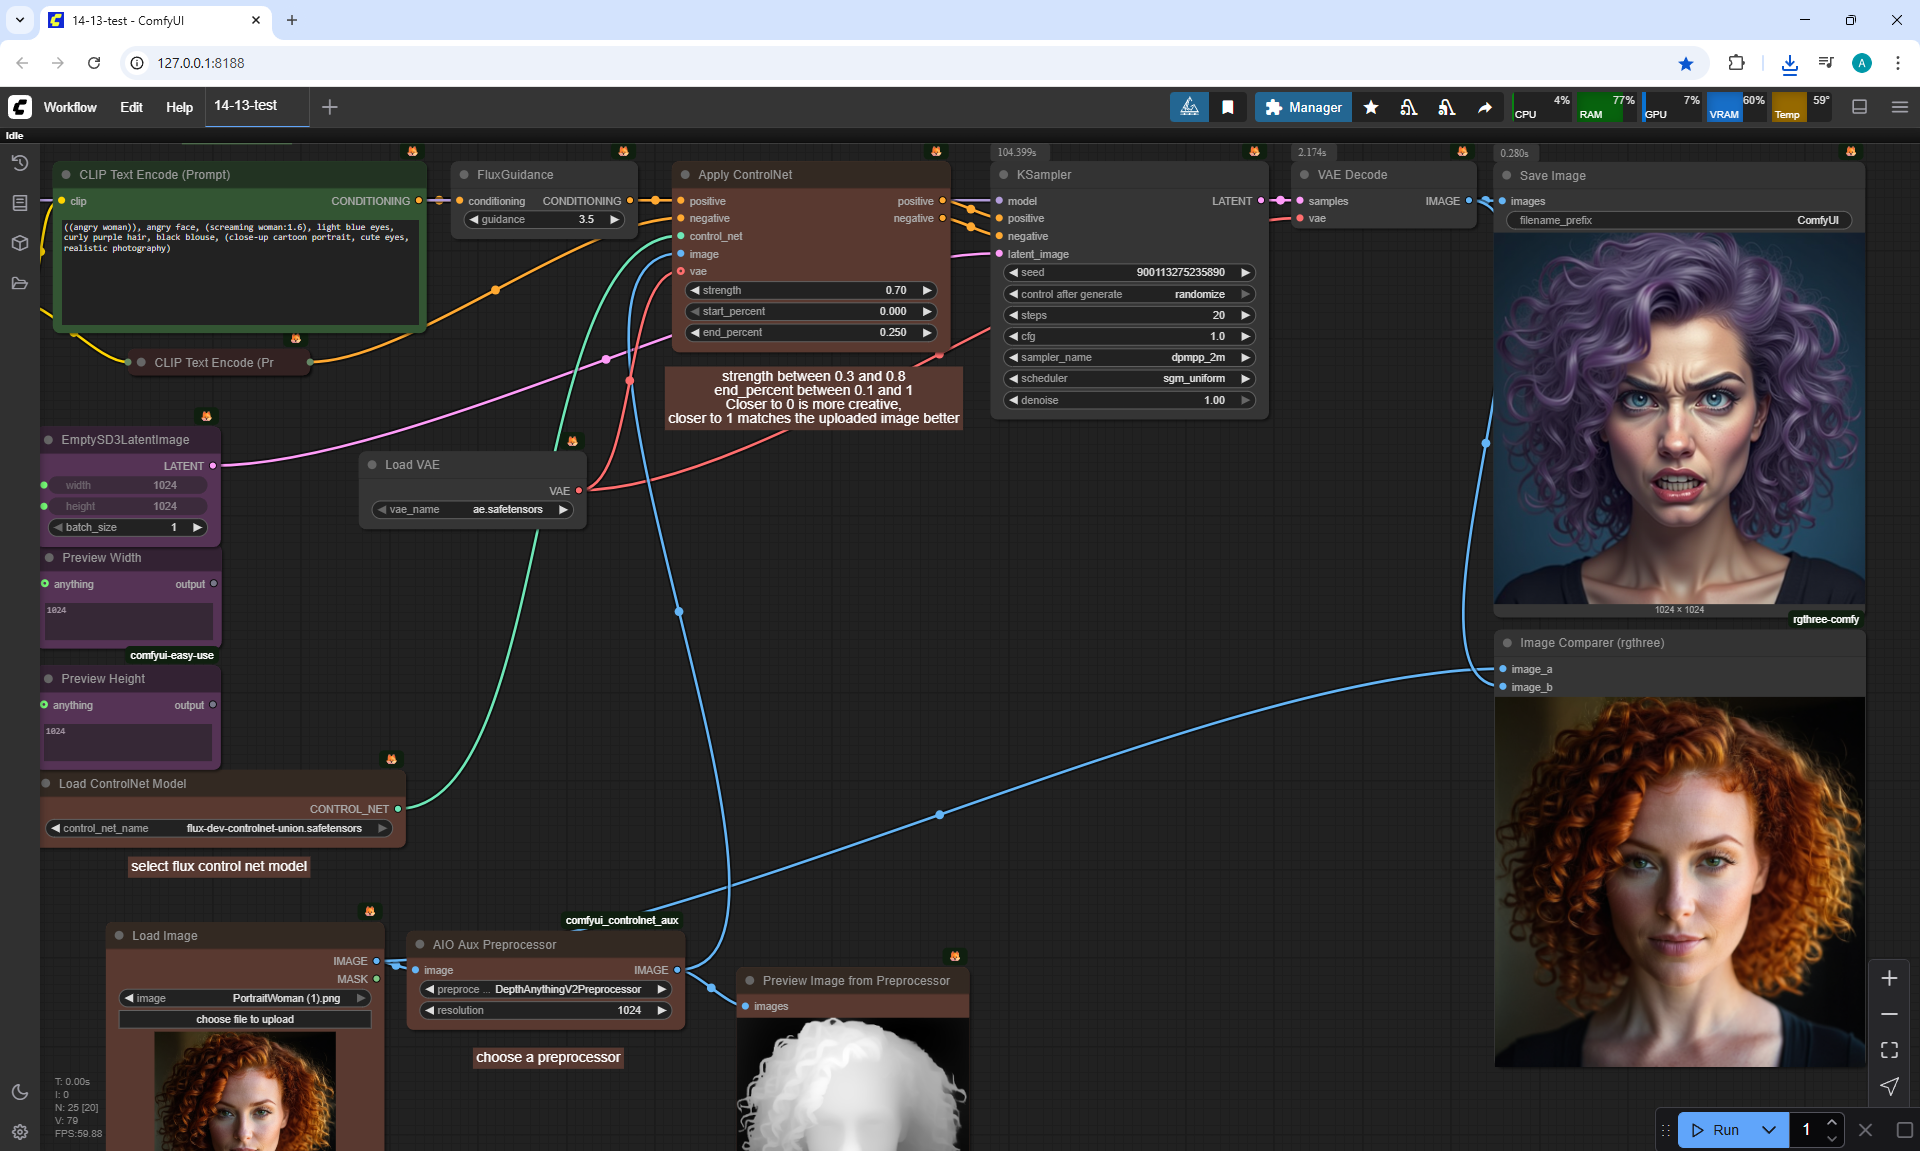 14-13-test - ComfyUI
127.0.0.1:8188
A
Workflow
Edit
Help
14-13-test
Manager
CPU 4%
RAM 77%
GPU 7%
VRAM 60%
Temp 59°
Idle
CLIP Text Encode (Prompt)
clip
CONDITIONING
((angry woman)), angry face, (screaming woman:1.6), light blue eyes,
curly purple hair, black blouse, (close-up cartoon portrait, cute eyes,
realistic photography)
CLIP Text Encode (Pr
FluxGuidance
conditioning
CONDITIONING
guidance 3.5
Apply ControlNet
positive
positive
negative
negative
control_net
image
vae
strength 0.70
start_percent 0.000
end_percent 0.250
strength between 0.3 and 0.8
end_percent between 0.1 and 1
Closer to 0 is more creative,
closer to 1 matches the uploaded image better
104.399s
KSampler
model
LATENT
positive
negative
latent_image
seed 900113275235890
control after generate randomize
steps 20
cfg 1.0
sampler_name dpmpp_2m
scheduler sgm_uniform
denoise 1.00
2.174s
VAE Decode
samples
IMAGE
vae
0.280s
Save Image
images
filename_prefix ComfyUI
1024 × 1024
rgthree-comfy
Image Comparer (rgthree)
image_a
image_b
EmptySD3LatentImage
LATENT
width 1024
height 1024
batch_size 1
Preview Width
anything
output
1024
comfyui-easy-use
Preview Height
anything
output
1024
Load VAE
VAE
vae_name ae.safetensors
Load ControlNet Model
CONTROL_NET
control_net_name flux-dev-controlnet-union.safetensors
select flux control net model
Load Image
IMAGE
MASK
image PortraitWoman (1).png
choose file to upload
comfyui_controlnet_aux
AIO Aux Preprocessor
image
IMAGE
preproce ... DepthAnythingV2Preprocessor
resolution 1024
choose a preprocessor
Preview Image from Preprocessor
images
T: 0.00s
I: 0
N: 25 [20]
V: 79
FPS:59.88
Run
1